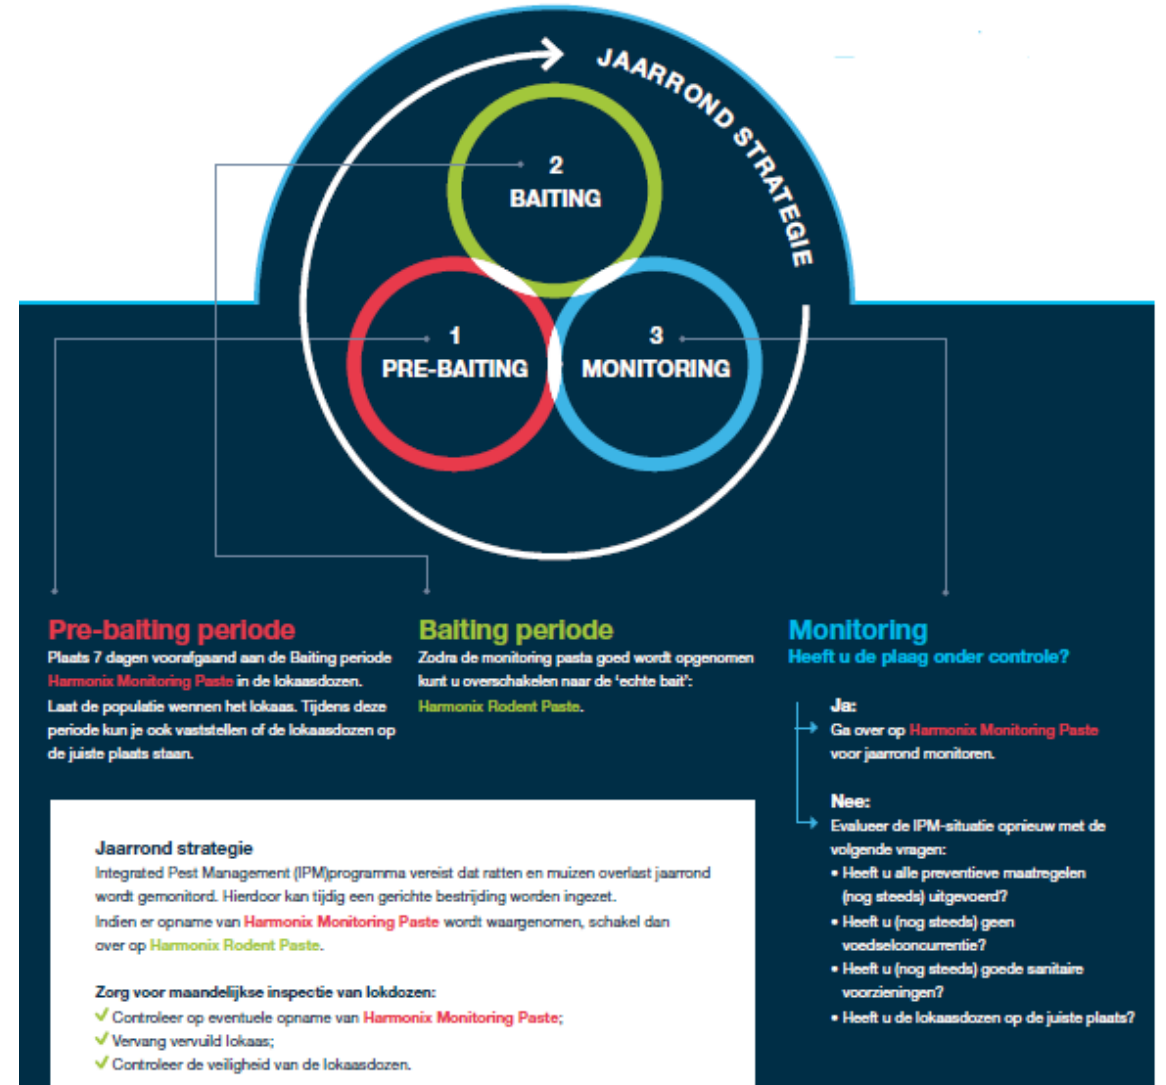 JAARROND STRATEGIE
2
BAITING
1
PRE-BAITING
3
MONITORING
Pre-baiting periode
Plaats 7 dagen voorafgaand aan de Baiting periode
Harmonix Monitoring Paste in de lokaasdozen.
Laat de populatie wennen het lokaas. Tijdens deze
periode kun je ook vaststellen of de lokaasdozen op
de juiste plaats staan.
Baiting periode
Zodra de monitoring pasta goed wordt opgenomen
kunt u overschakelen naar de 'echte bait':
Harmonix Rodent Paste.
Monitoring
Heeft u de plaag onder controle?
Ja:
Ga over op Harmonix Monitoring Paste
voor jaarrond monitoren.
Nee:
Evalueer de IPM-situatie opnieuw met de
volgende vragen:
• Heeft u alle preventieve maatregelen
(nog steeds) uitgevoerd?
• Heeft u (nog steeds) geen
voedselooncurrentie?
• Heeft u (nog steeds) goede sanitaire
voorzieningen?
• Heeft u de lokaasdozen op de juiste plaats?
Jaarrond strategie
Integrated Pest Management (IPM)programma vereist dat ratten en muizen overlast jaarrond
wordt gemonitord. Hierdoor kan tijdig een gerichte bestrijding worden ingezet.
Indien er opname van Harmonix Monitoring Paste wordt waargenomen, schakel dan
over op Harmonix Rodent Paste.
Zorg voor maandelijkse inspectie van lokdozen:
✓ Controleer op eventuele opname van Harmonix Monitoring Paste;
✓ Vervang vervuild lokaas;
✓ Controleer de veiligheid van de lokaasdozen.